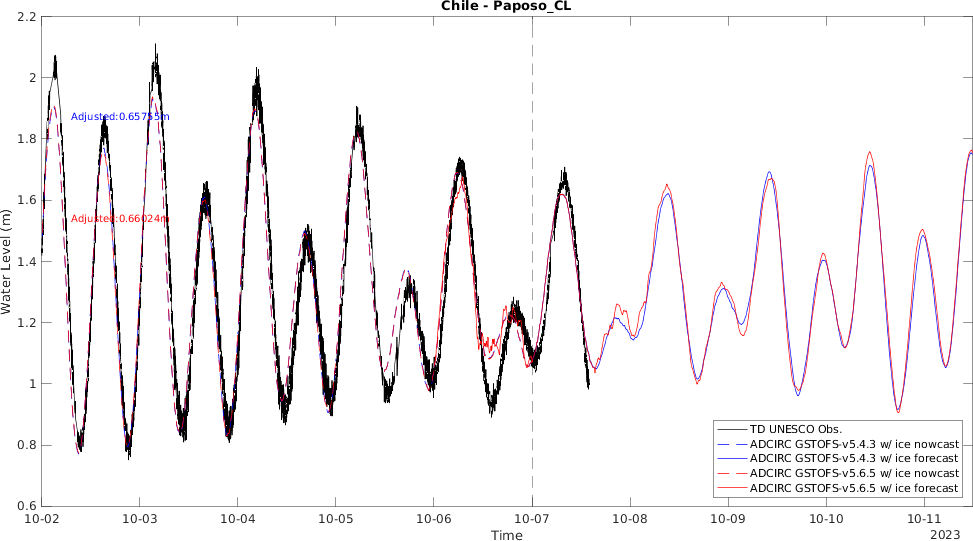 Chile - Paposo_CL
2.2
2
1.8
1.6
1.4
1.2
1
0.8
0.6
Water Level (m)
Adjusted:0.65755m
Adjusted:0.66024m
TD UNESCO Obs.
ADCIRC GSTOFS-v5.4.3 w/ ice nowcast
ADCIRC GSTOFS-v5.4.3 w/ ice forecast
ADCIRC GSTOFS-v5.6.5 w/ ice nowcast
ADCIRC GSTOFS-v5.6.5 w/ ice forecast
10-02 10-03 10-04 10-05 10-06 10-07 10-08 10-09 10-10 10-11
Time
2023